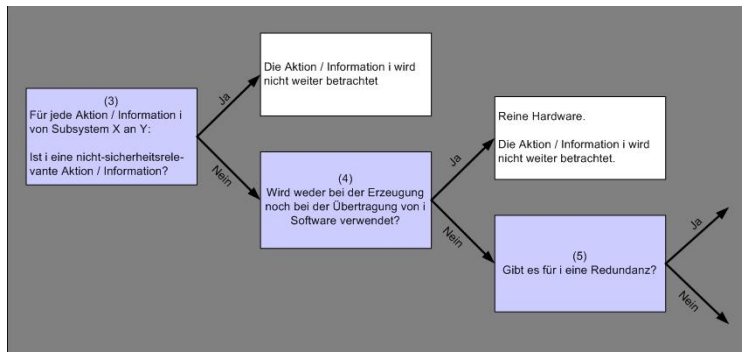 (3)
Für jede Aktion / Information i
von Subsystem X an Y:
Ist i eine nicht-sicherheitsrele-
vante Aktion / Information?
Ja
Nein
Die Aktion / Information i wird
nicht weiter betrachtet
(4)
Wird weder bei der Erzeugung
noch bei der Übertragung von i
Software verwendet?
Ja
Nein
Reine Hardware.
Die Aktion / Information i wird
nicht weiter betrachtet.
(5)
Gibt es für i eine Redundanz?
Ja
Nein